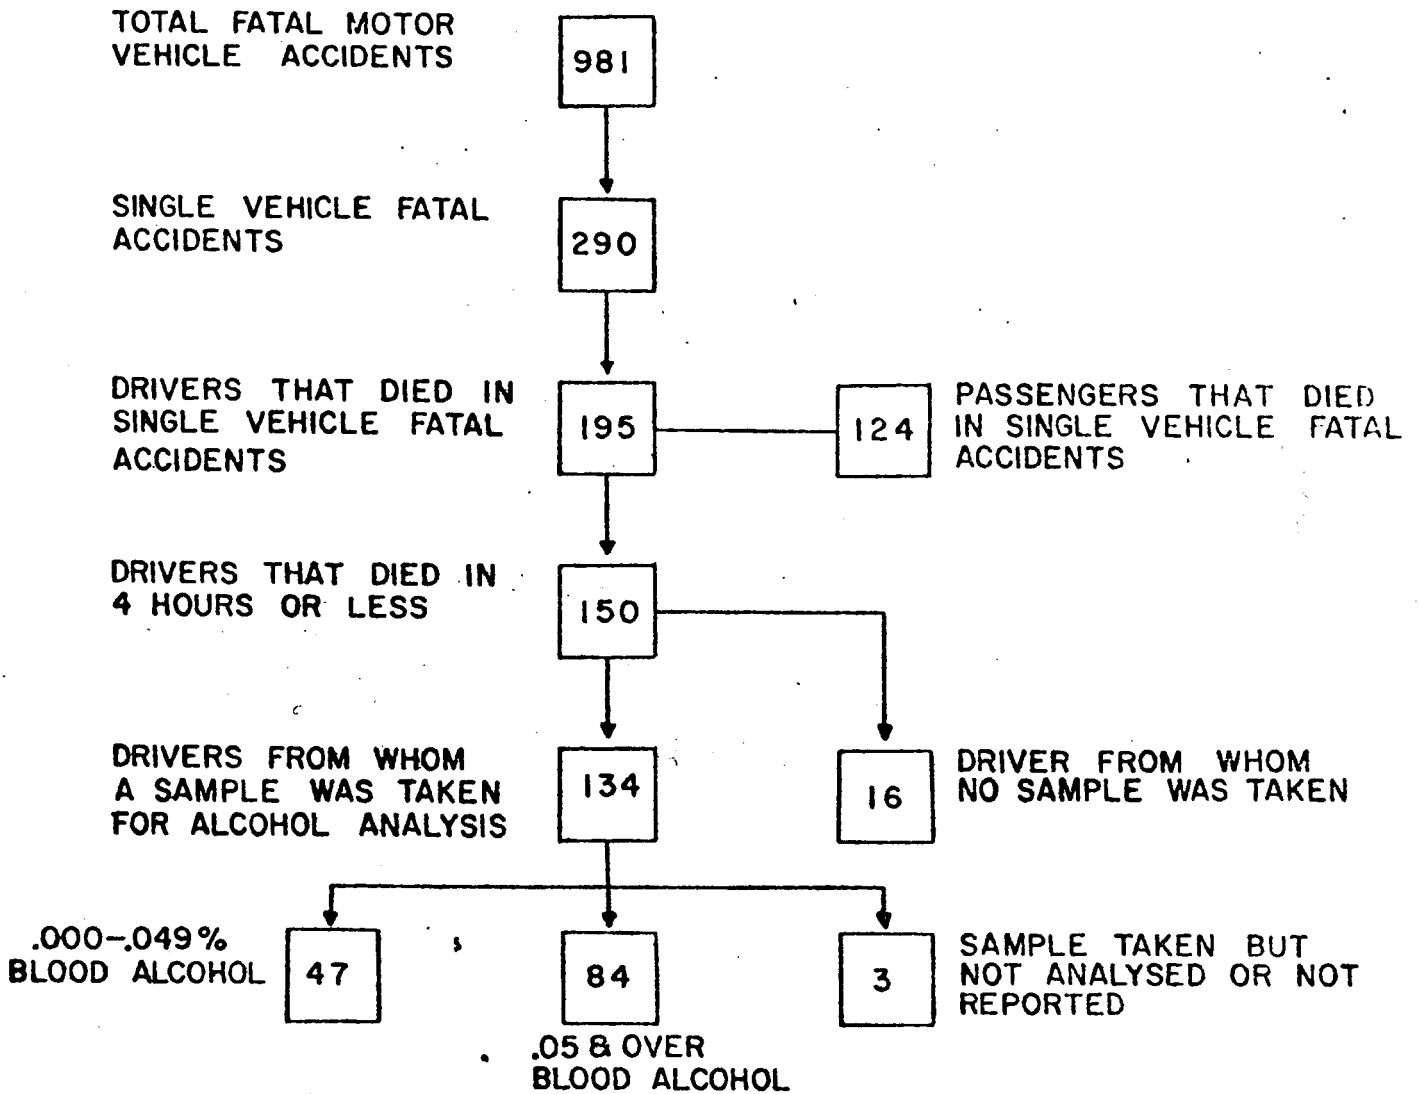 TOTAL FATAL MOTOR
VEHICLE ACCIDENTS
981
SINGLE VEHICLE FATAL
ACCIDENTS
290
DRIVERS THAT DIED IN
SINGLE VEHICLE FATAL
ACCIDENTS
195
124
PASSENGERS THAT DIED
IN SINGLE VEHICLE FATAL
ACCIDENTS
DRIVERS THAT DIED IN
4 HOURS OR LESS
150
DRIVERS FROM WHOM
A SAMPLE WAS TAKEN
FOR ALCOHOL ANALYSIS
134
16
DRIVER FROM WHOM
NO SAMPLE WAS TAKEN
.000-.049%
BLOOD ALCOHOL
47
84
.05 & OVER
BLOOD ALCOHOL
3
SAMPLE TAKEN BUT
NOT ANALYSED OR NOT
REPORTED